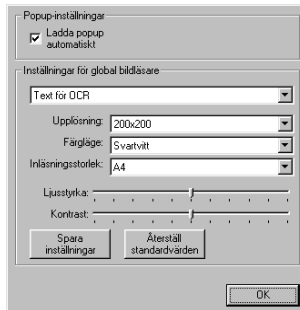 Popup-inställningar
Ladda popup
automatiskt
Inställningar för global bildläsare
Text för OCR
Upplösning: 200x200
Färgläge: Svartvitt
Inläsningsstorlek: A4
Ljusstyrka:
Kontrast:
Spara
inställningar
Återställ
standardvärden
OK